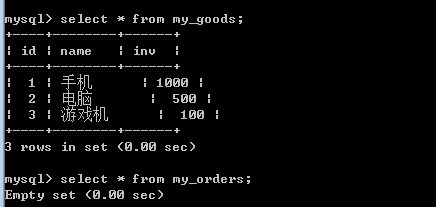 mysql> select * from my_goods;
+----+--------+------+
| id | name   | inv  |
+----+--------+------+
|  1 | 手机       | 1000 |
|  2 | 电脑        |  500 |
|  3 | 游戏机       |  100 |
+----+--------+------+
3 rows in set (0.00 sec)
mysql> select * from my_orders;
Empty set (0.00 sec)